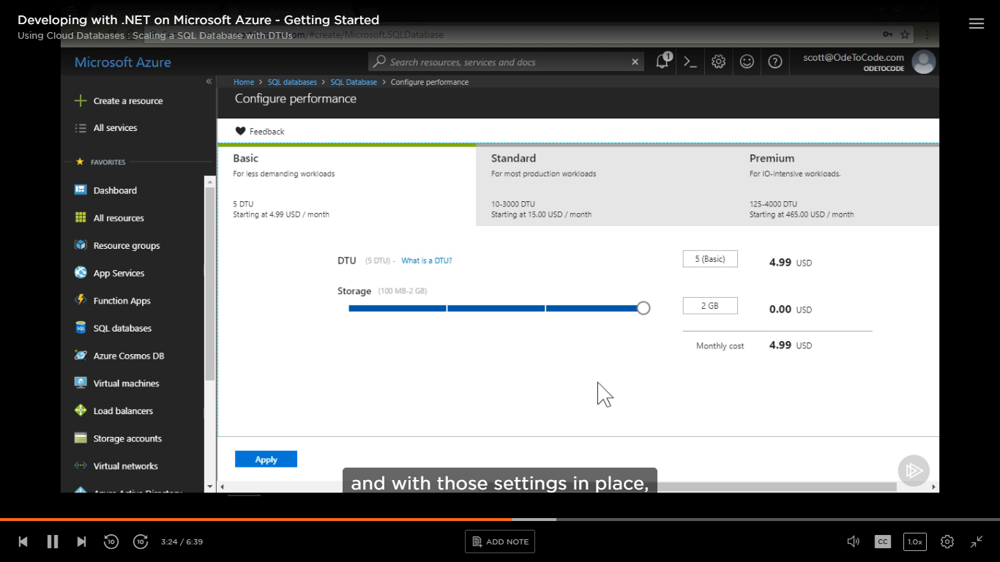 Developing with .NET on Microsoft Azure - Getting Started
Using Cloud Databases : Scaling a SQL Database with DTUs
/#create/Microsoft.SQLDatabase
Microsoft Azure
Search resources, services and docs
1
scott@OdeToCode.com
ODETOCODE
Home > SQL databases > SQL Database > Configure performance
Configure performance
Create a resource
All services
FAVORITES
Dashboard
All resources
Resource groups
App Services
Function Apps
SQL databases
Azure Cosmos DB
Virtual machines
Load balancers
Storage accounts
Virtual networks
Azure Active Directory
Feedback
Basic
For less demanding workloads
5 DTU
Starting at 4.99 USD / month
Standard
For most production workloads
10-3000 DTU
Starting at 15.00 USD / month
Premium
For IO-intensive workloads.
125-4000 DTU
Starting at 465.00 USD / month
DTU (5 DTU) - What is a DTU?
5 (Basic)
4.99 USD
Storage (100 MB-2 GB)
2 GB
0.00 USD
Monthly cost 4.99 USD
Apply
and with those settings in place,
10
10
3:24 / 6:39
ADD NOTE
CC
1.0x